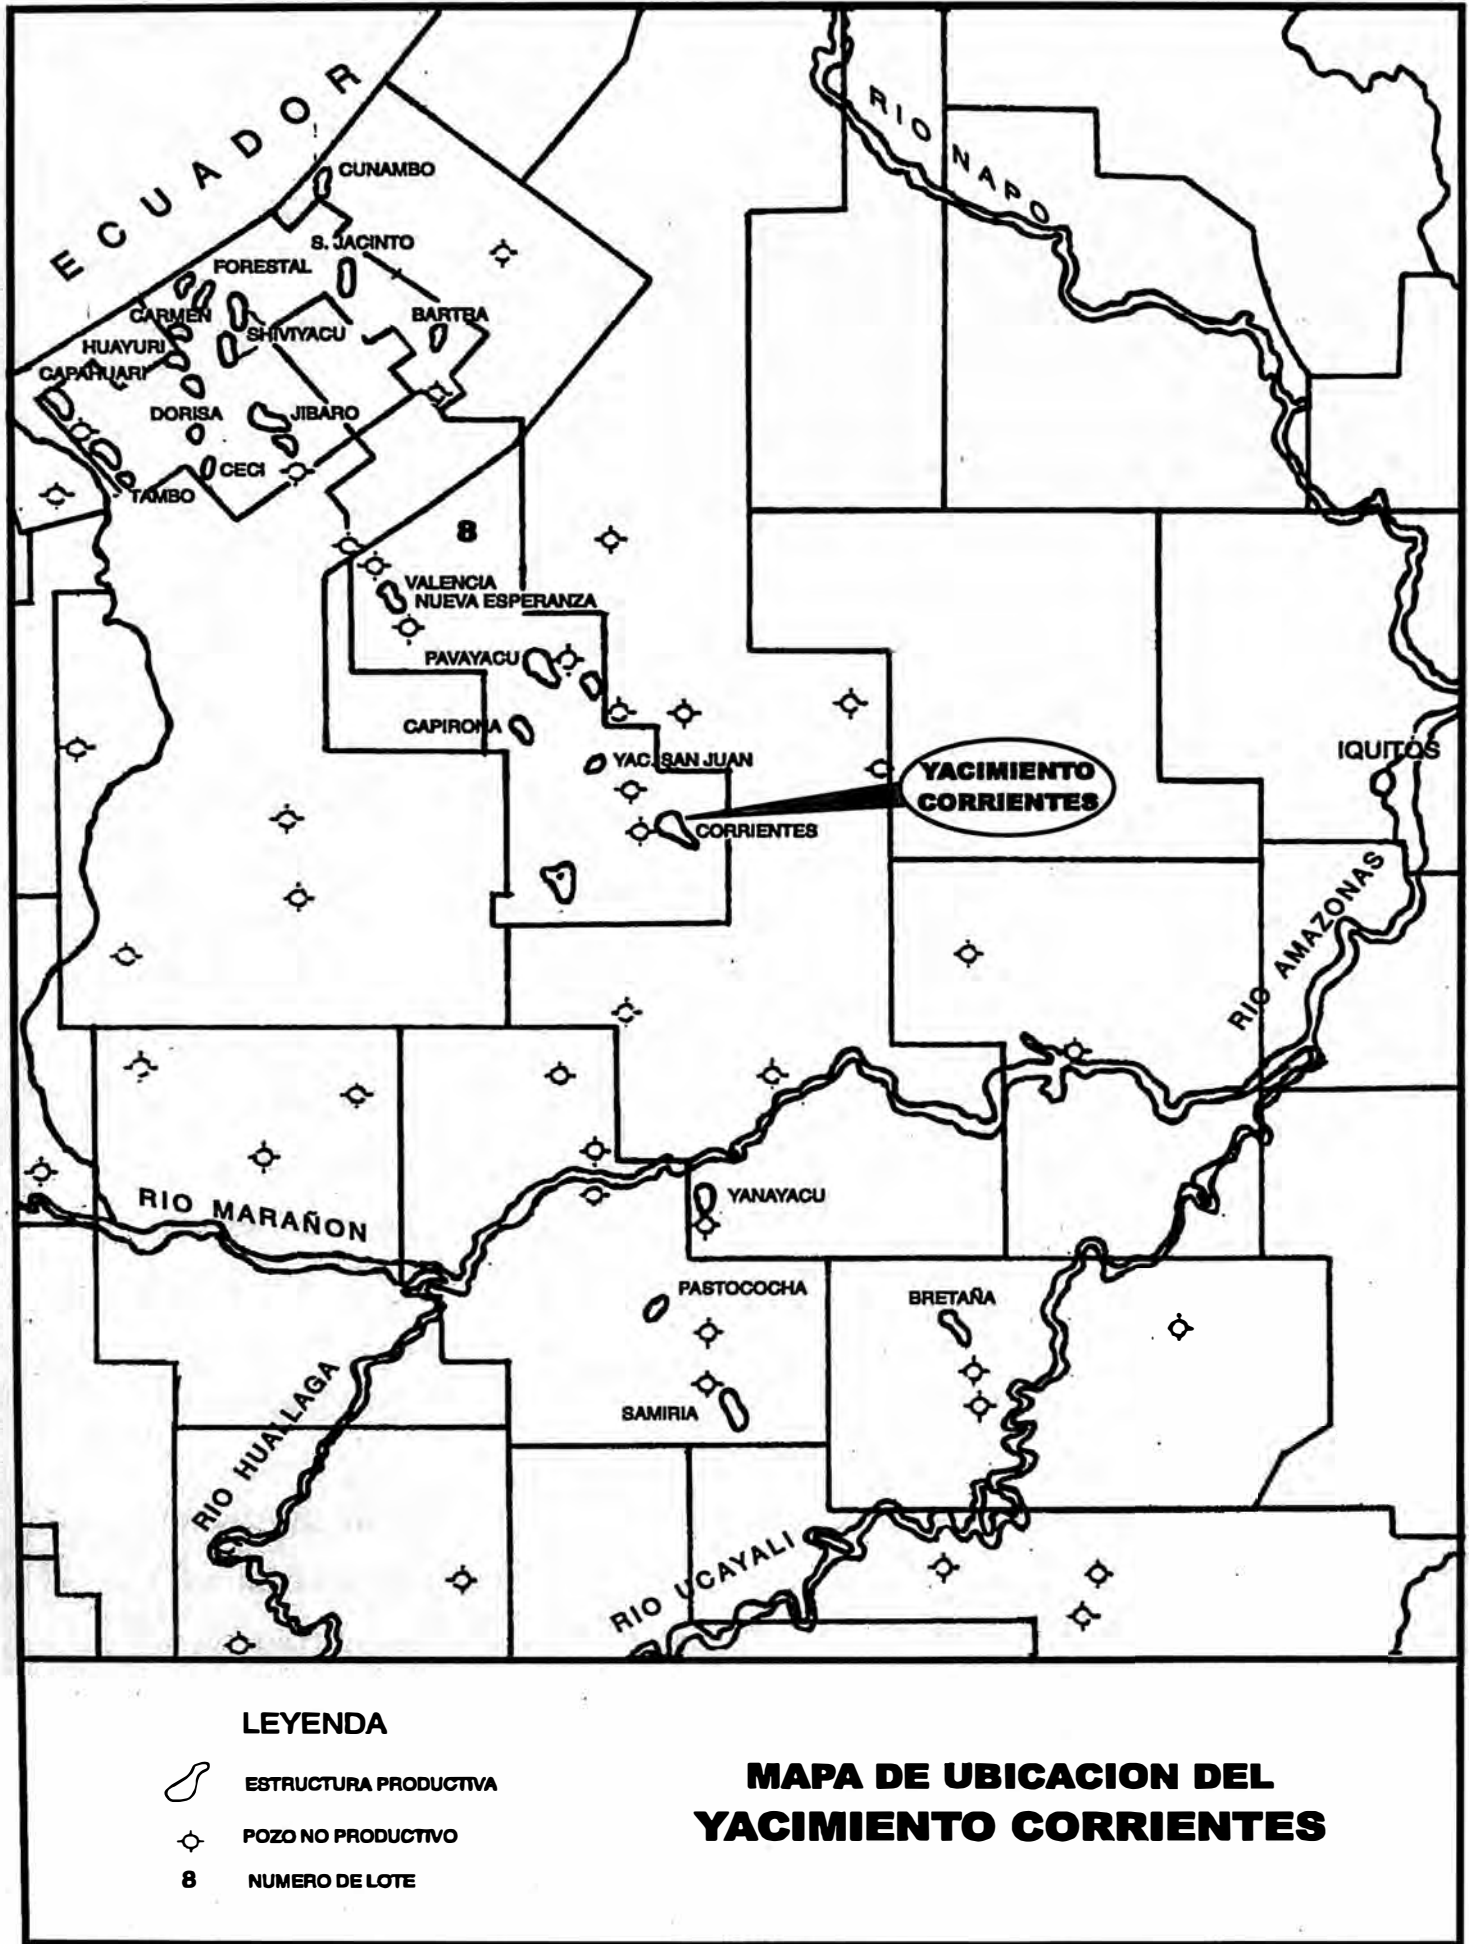 ECUADOR
RIO NAPO
CUNAMBO
S. JACINTO
FORESTAL
CARMEN
BARTRA
SHIVIYACU
HUAYURI
CAPAHUARI
DORISA
JIBARO
CECI
TAMBO
8
VALENCIA
NUEVA ESPERANZA
PAVAYACU
CAPIRONA
YAC. SAN JUAN
IQUITOS
YACIMIENTO
CORRIENTES
CORRIENTES
RIO AMAZONAS
RIO MARAÑON
YANAYACU
PASTOCOCHA
BRETAÑA
SAMIRIA
RIO HUALLAGA
RIO UCAYALI
LEYENDA
ESTRUCTURA PRODUCTIVA
POZO NO PRODUCTIVO
8 NUMERO DE LOTE
MAPA DE UBICACION DEL
YACIMIENTO CORRIENTES